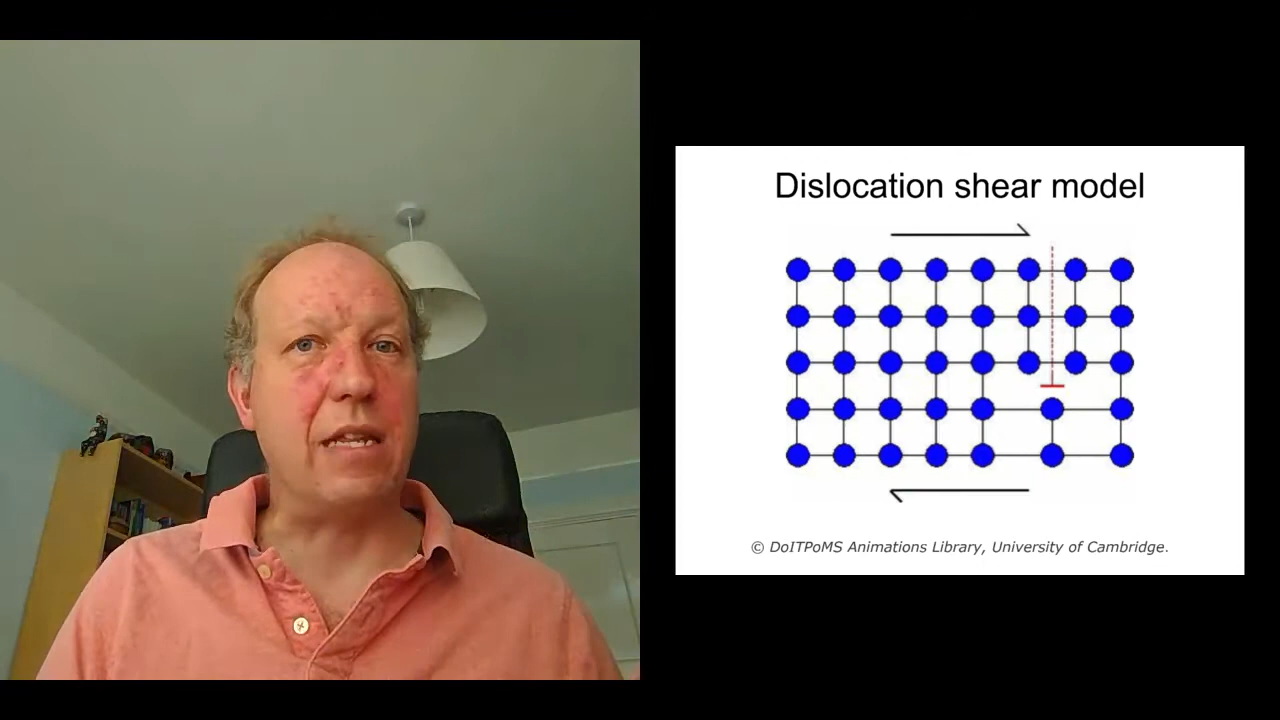 Dislocation shear model
© DoITPoMS Animations Library, University of Cambridge.